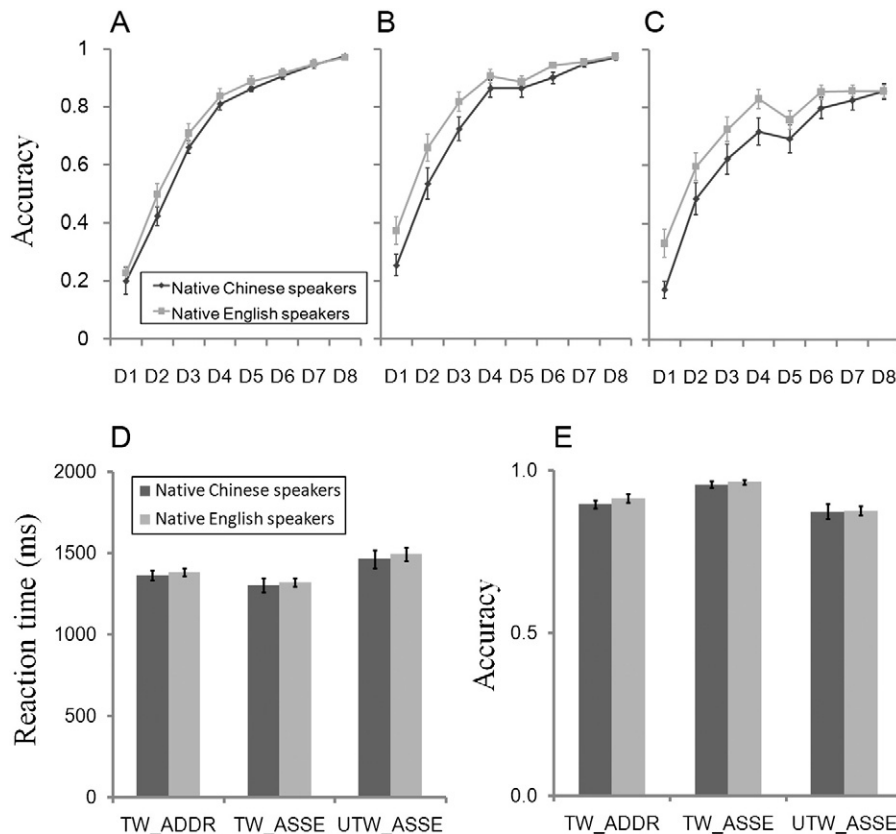 A B C
1
0.8
0.6
0.4
0.2
0
Accuracy
Native Chinese speakers
Native English speakers
D1 D2 D3 D4 D5 D6 D7 D8
D1 D2 D3 D4 D5 D6 D7 D8
D1 D2 D3 D4 D5 D6 D7 D8
D
2000
1500
1000
500
0
Reaction time (ms)
Native Chinese speakers
Native English speakers
TW_ADDR TW_ASSE UTW_ASSE
E
1.0
0.5
0.0
Accuracy
TW_ADDR TW_ASSE UTW_ASSE